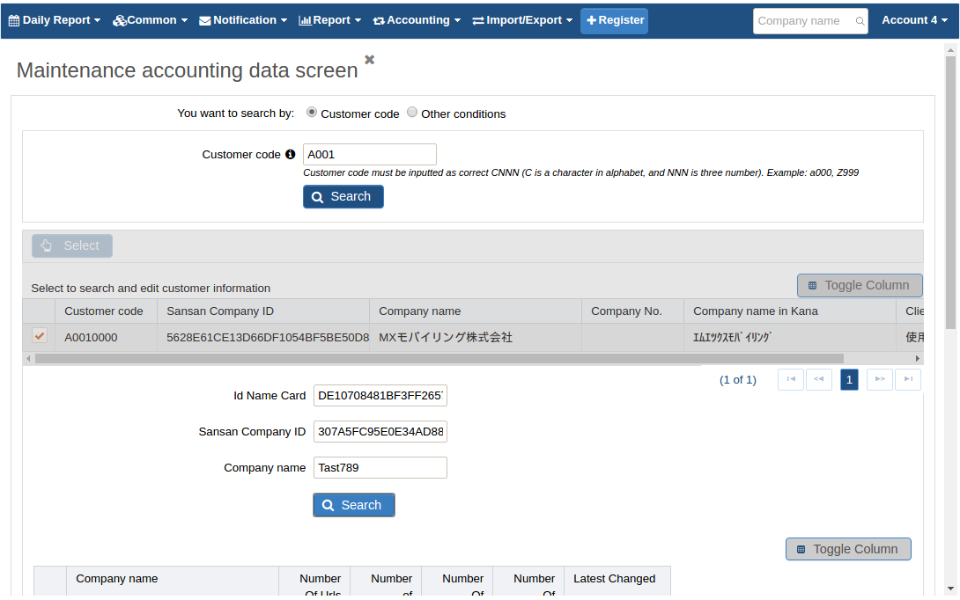 Daily Report Common Notification Report Accounting Import/Export Register Company name Account 4
Maintenance accounting data screen
You want to search by: Customer code Other conditions
Customer code A001
Customer code must be inputted as correct CNNN (C is a character in alphabet, and NNN is three number). Example: a000, Z999
Search
Select
Select to search and edit customer information Toggle Column
Customer code Sansan Company ID Company name Company No. Company name in Kana Clie
A0010000 5628E61CE13D66DF1054BF5BE50D8 MXモバイリング株式会社 ｴﾑｴｯｸｽﾓﾊﾞｲﾘﾝｸﾞ 使用
(1 of 1) 1
Id Name Card DE10708481BF3FF265
Sansan Company ID 307A5FC95E0E34AD88
Company name Tast789
Search
Toggle Column
Company name Number Number Number Number Latest Changed
Of Urls of Of Of